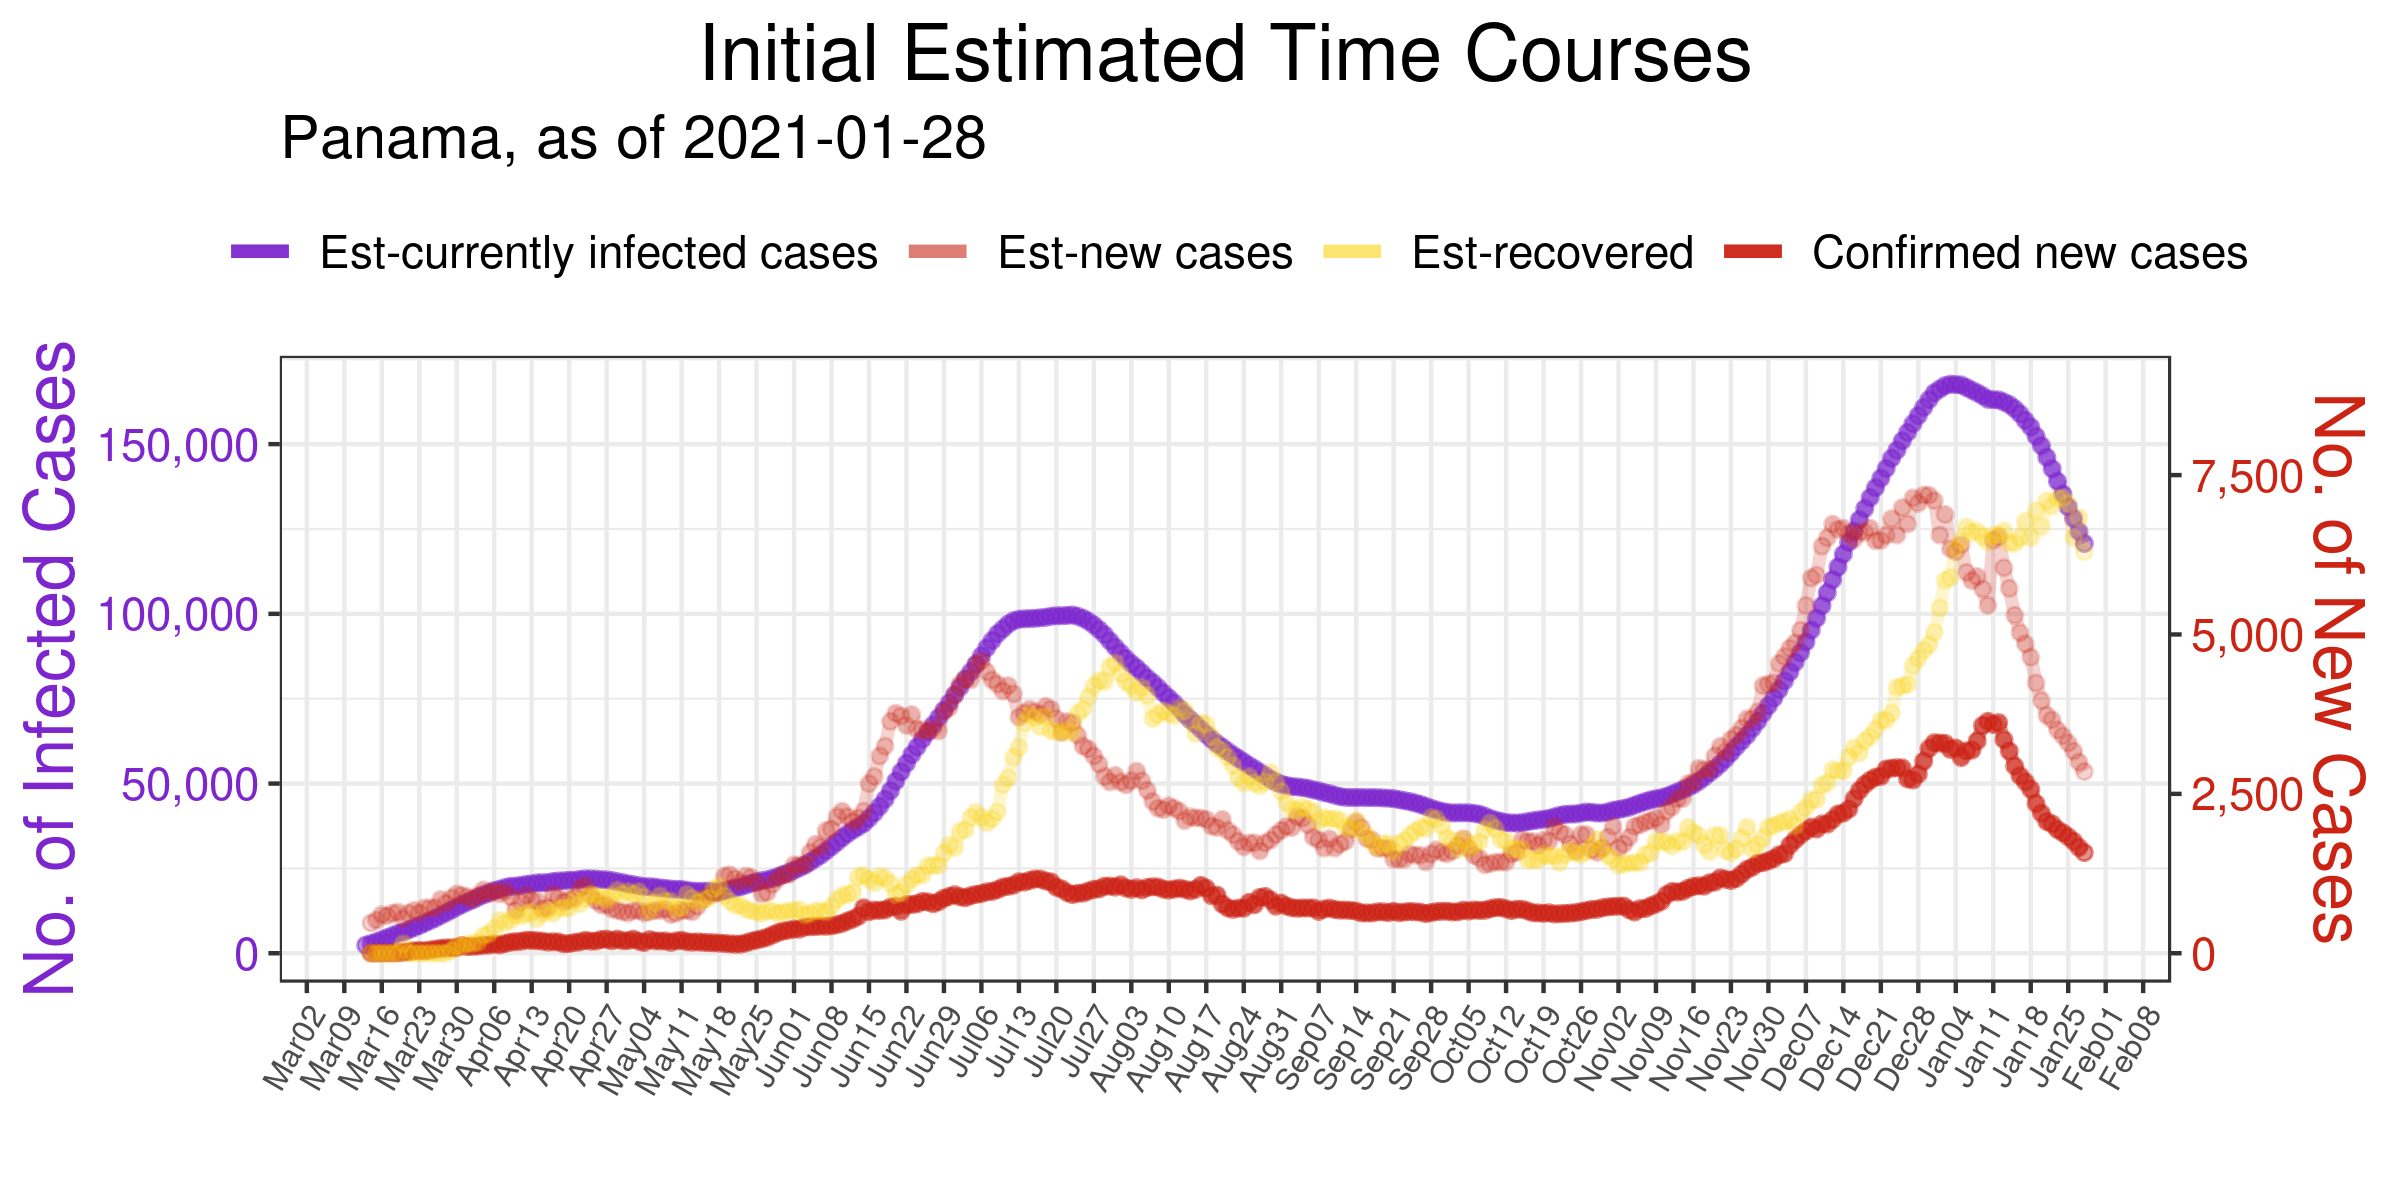 Initial Estimated Time Courses
Panama, as of 2021-01-28
Est-currently infected cases Est-new cases Est-recovered Confirmed new cases
No. of Infected Cases
150,000
100,000
50,000
0
7,500
5,000
2,500
0
No. of New Cases
Mar02 Mar09 Mar16 Mar23 Mar30 Apr06 Apr13 Apr20 Apr27 May04 May11 May18 May25 Jun01 Jun08 Jun15 Jun22 Jun29 Jul06 Jul13 Jul20 Jul27 Aug03 Aug10 Aug17 Aug24 Aug31 Sep07 Sep14 Sep21 Sep28 Oct05 Oct12 Oct19 Oct26 Nov02 Nov09 Nov16 Nov23 Nov30 Dec07 Dec14 Dec21 Dec28 Jan04 Jan11 Jan18 Jan25 Feb01 Feb08